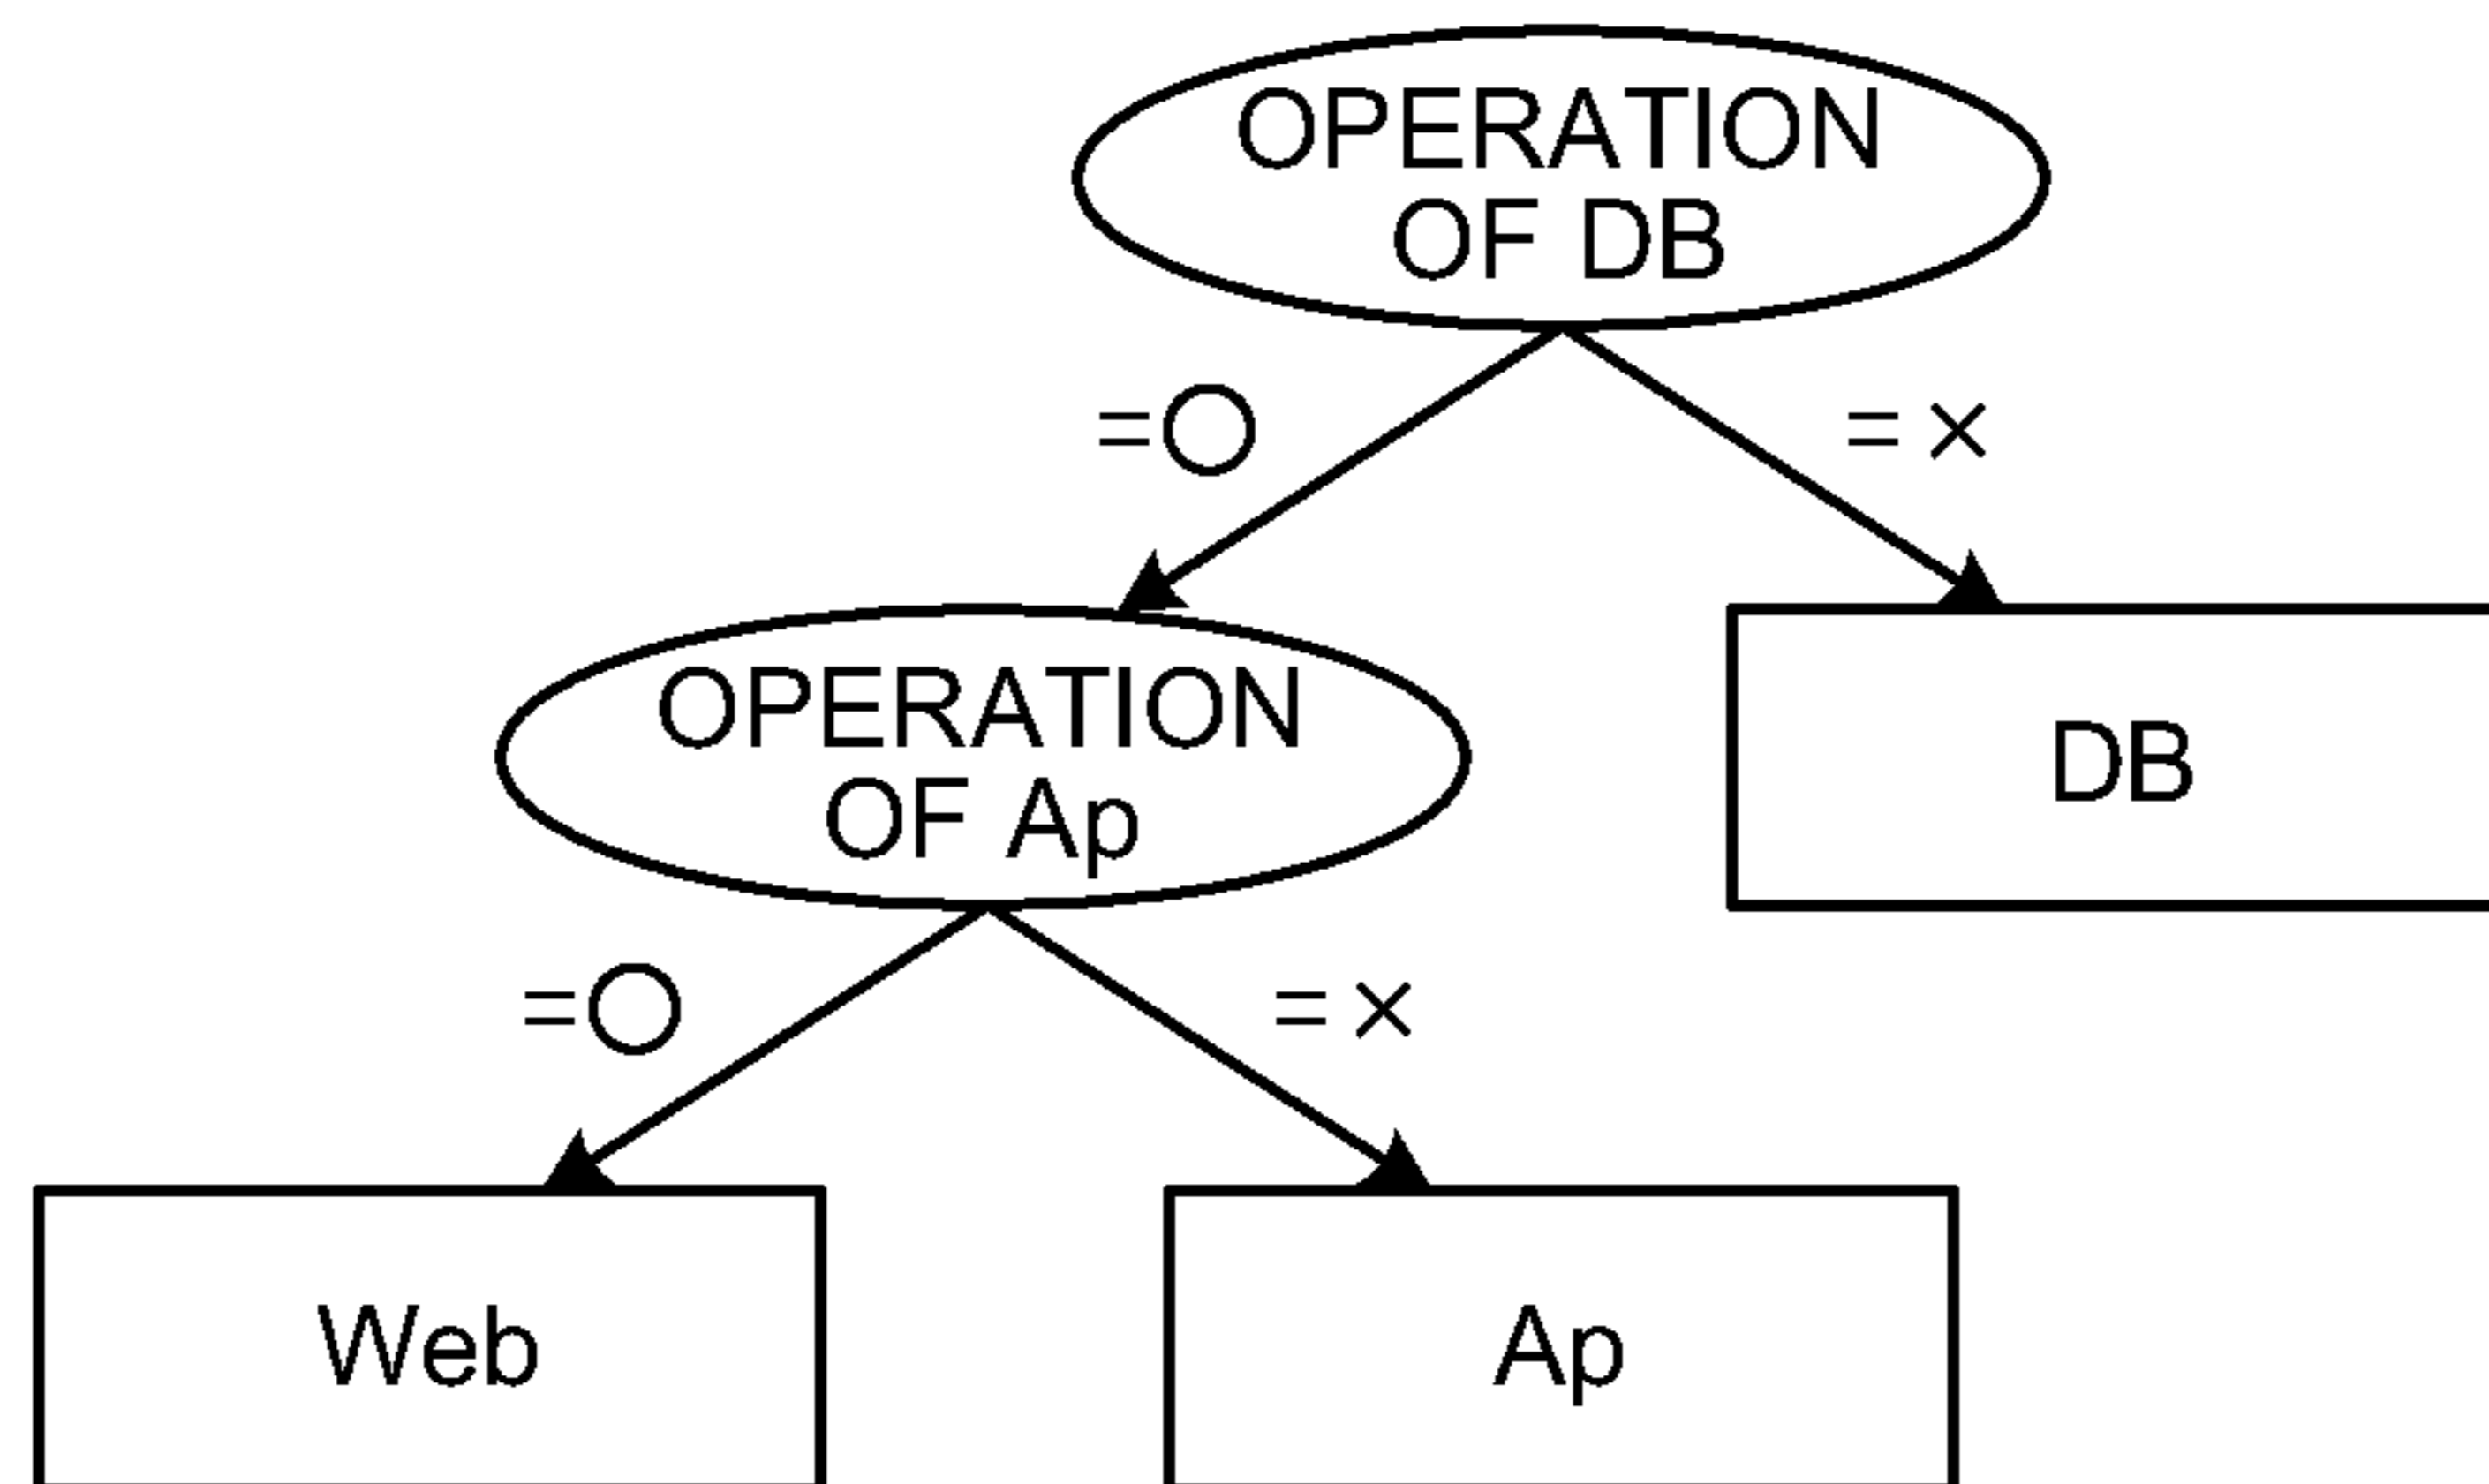 OPERATION
OF DB
=○
= ×
OPERATION
OF Ap
DB
=○
= ×
Web
Ap